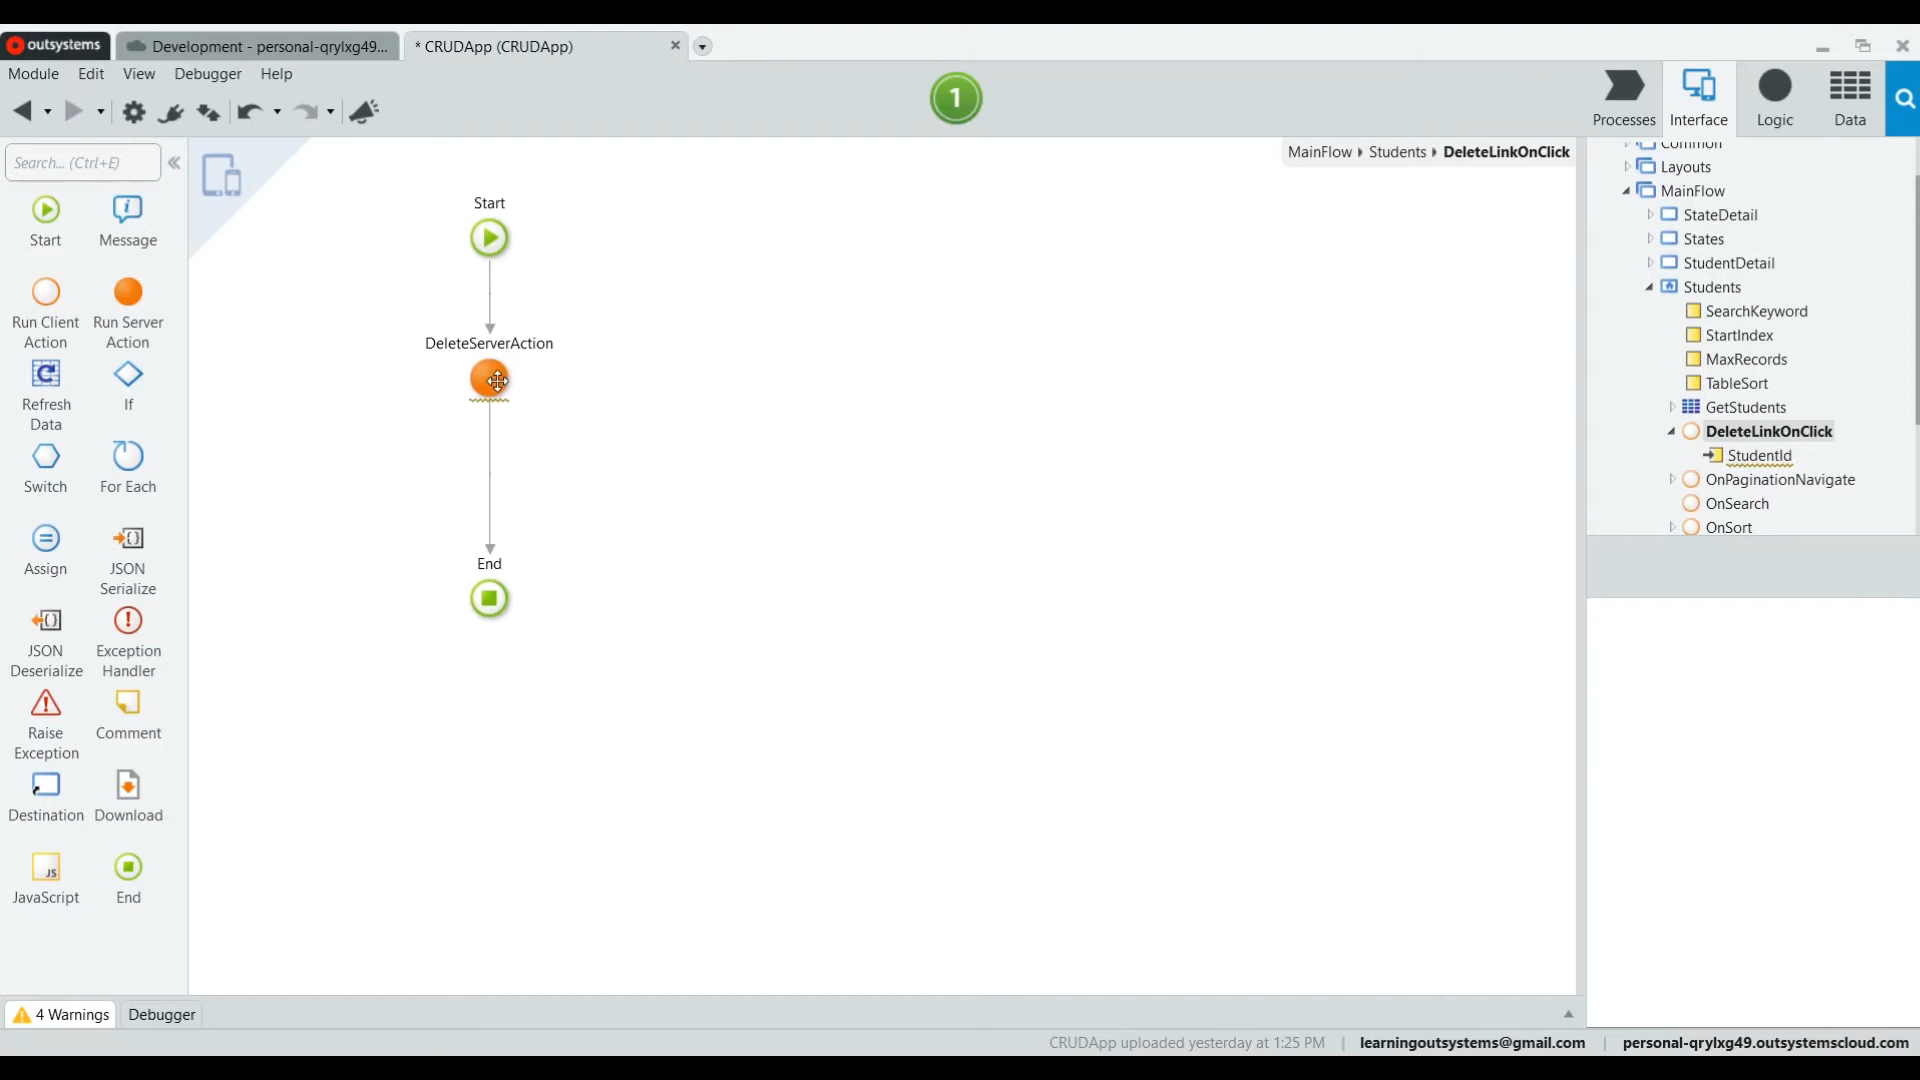 outsystems
Development - personal-qrylxg49...
* CRUDApp (CRUDApp)
Module
Edit
View
Debugger
Help
1
Processes
Interface
Logic
Data
Search... (Ctrl+E)
Start
Message
Run Client
Action
Run Server
Action
Refresh
Data
If
Switch
For Each
Assign
JSON
Serialize
JSON
Deserialize
Exception
Handler
Raise
Exception
Comment
Destination
Download
JS
JavaScript
End
MainFlow
Students
DeleteLinkOnClick
Start
DeleteServerAction
End
Common
Layouts
MainFlow
StateDetail
States
StudentDetail
Students
SearchKeyword
StartIndex
MaxRecords
TableSort
GetStudents
DeleteLinkOnClick
StudentId
OnPaginationNavigate
OnSearch
OnSort
4 Warnings
Debugger
CRUDApp uploaded yesterday at 1:25 PM
learningoutsystems@gmail.com
personal-qrylxg49.outsystemscloud.com